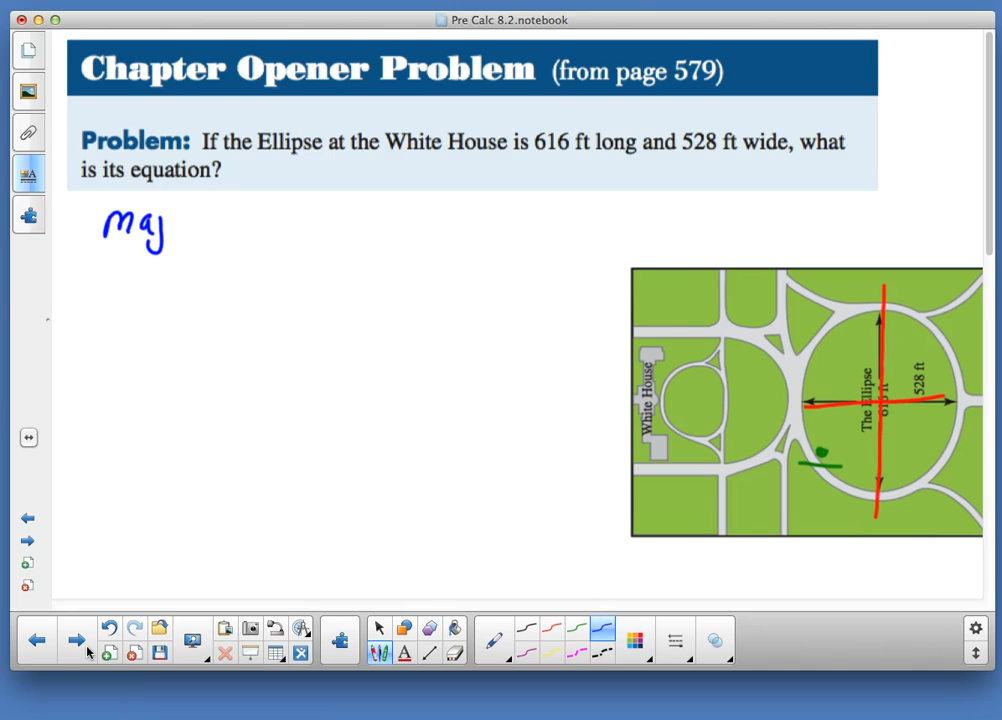 Pre Calc 8.2.notebook
Chapter Opener Problem (from page 579)
Problem: If the Ellipse at the White House is 616 ft long and 528 ft wide, what
is its equation?
maj
White House
The Ellipse
616 ft
528 ft